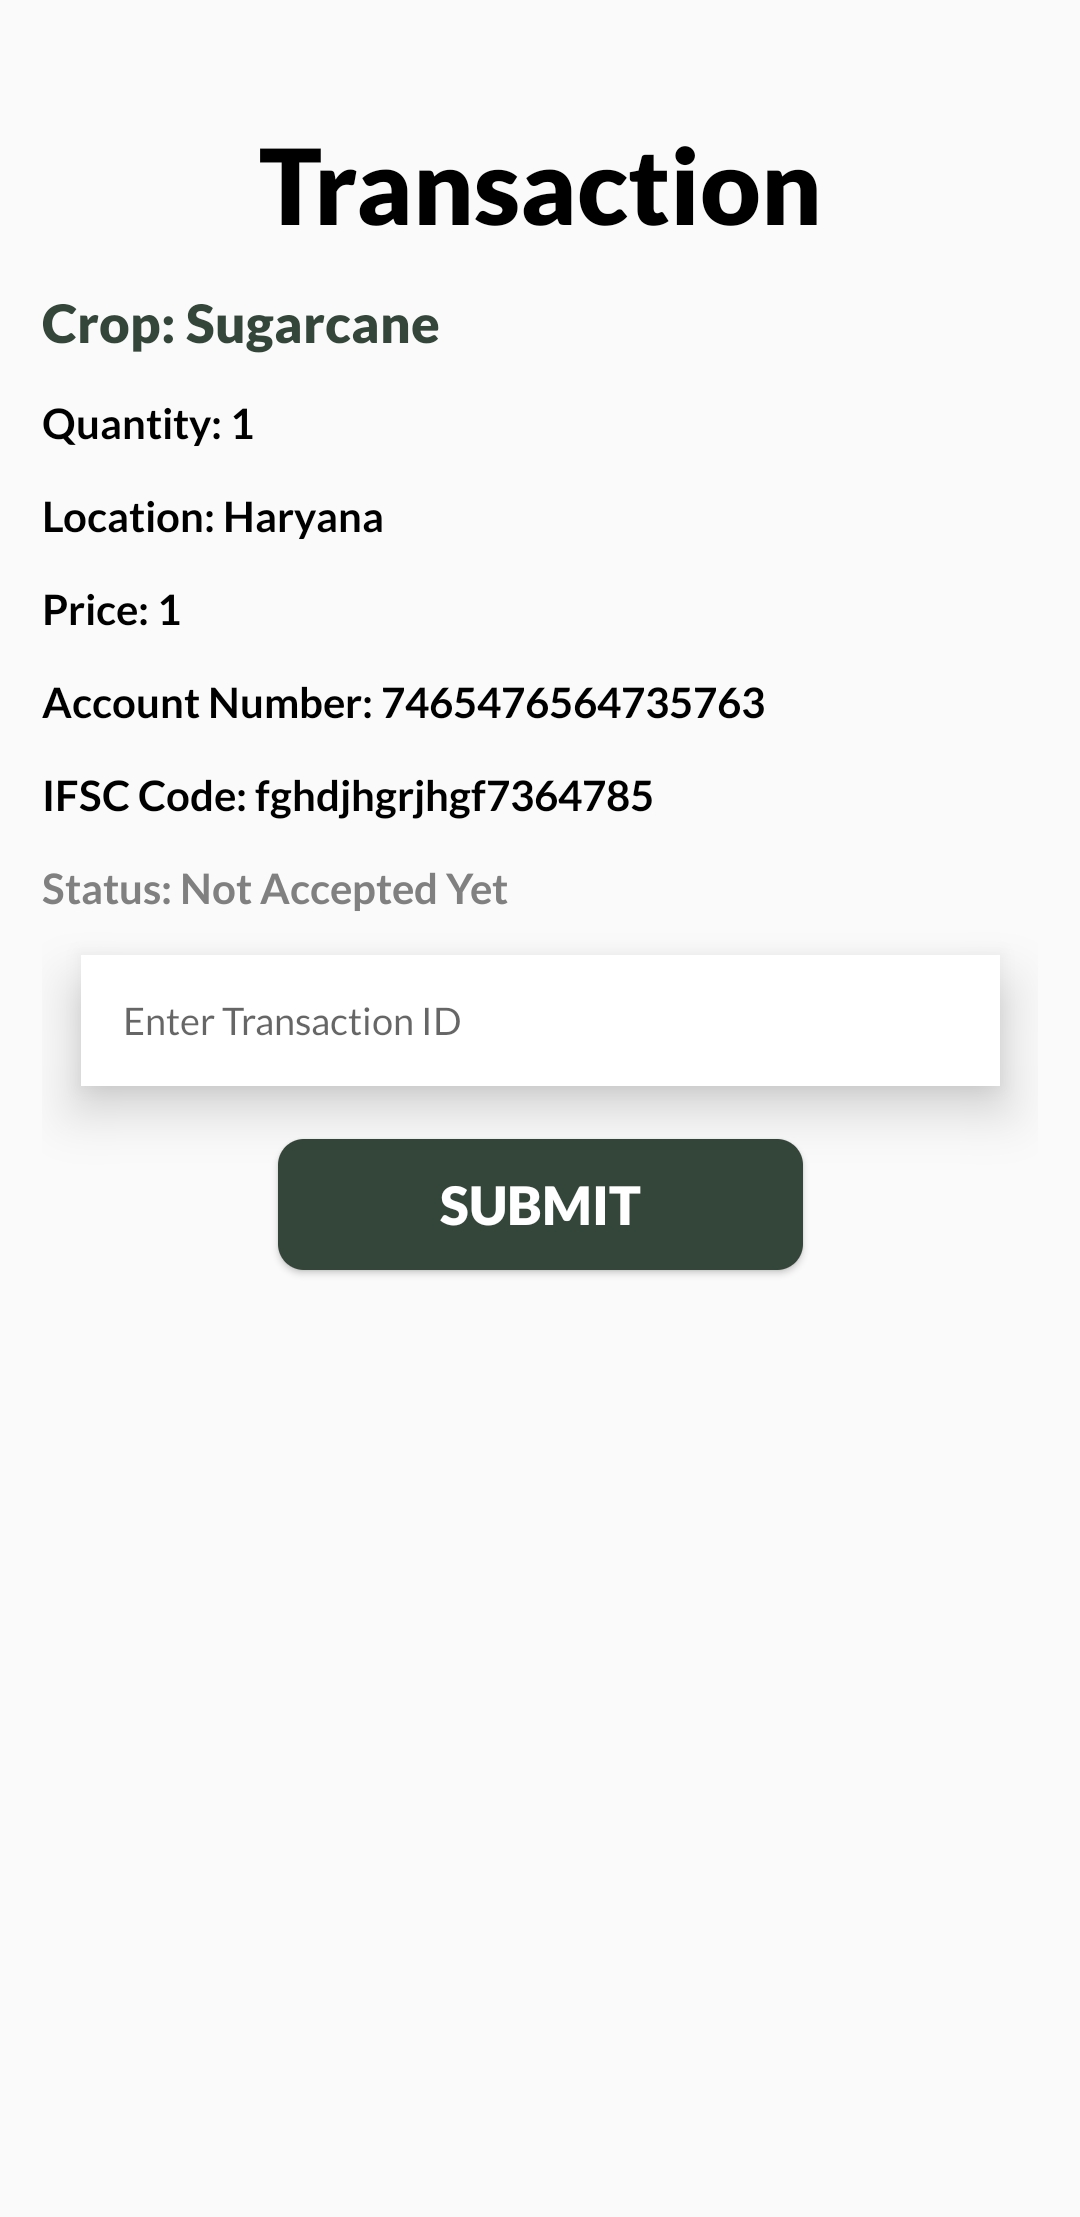 Transaction
Crop: Sugarcane
Quantity: 1
Location: Haryana
Price: 1
Account Number: 7465476564735763
IFSC Code: fghdjhgrjhgf7364785
Status: Not Accepted Yet
Enter Transaction ID
SUBMIT